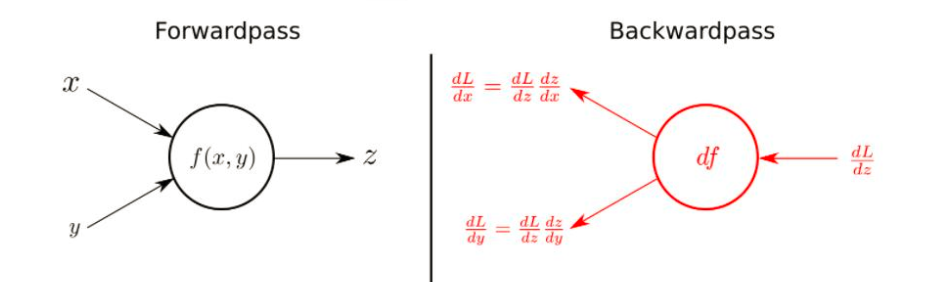 Forwardpass
x
f(x, y)
z
y
Backwardpass
dL/dx = dL/dz dz/dx
df
dL/dz
dL/dy = dL/dz dz/dy